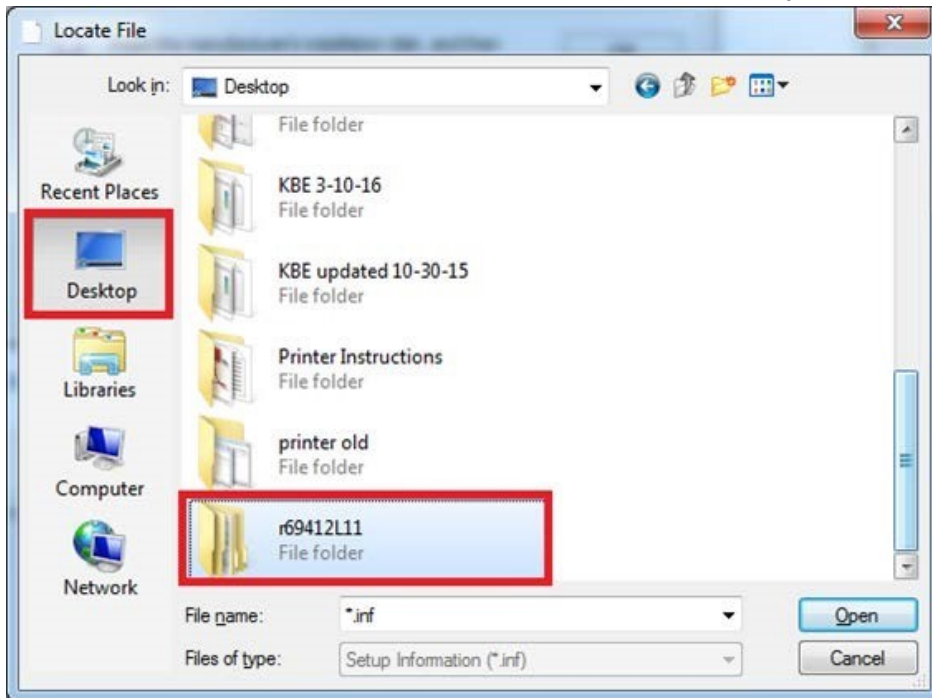 Locate File
Look in:
Desktop
File folder
KBE 3-10-16
File folder
KBE updated 10-30-15
File folder
Printer Instructions
File folder
printer old
File folder
r69412L11
File folder
Recent Places
Desktop
Libraries
Computer
Network
File name:
*.inf
Open
Files of type:
Setup Information (*.inf)
Cancel